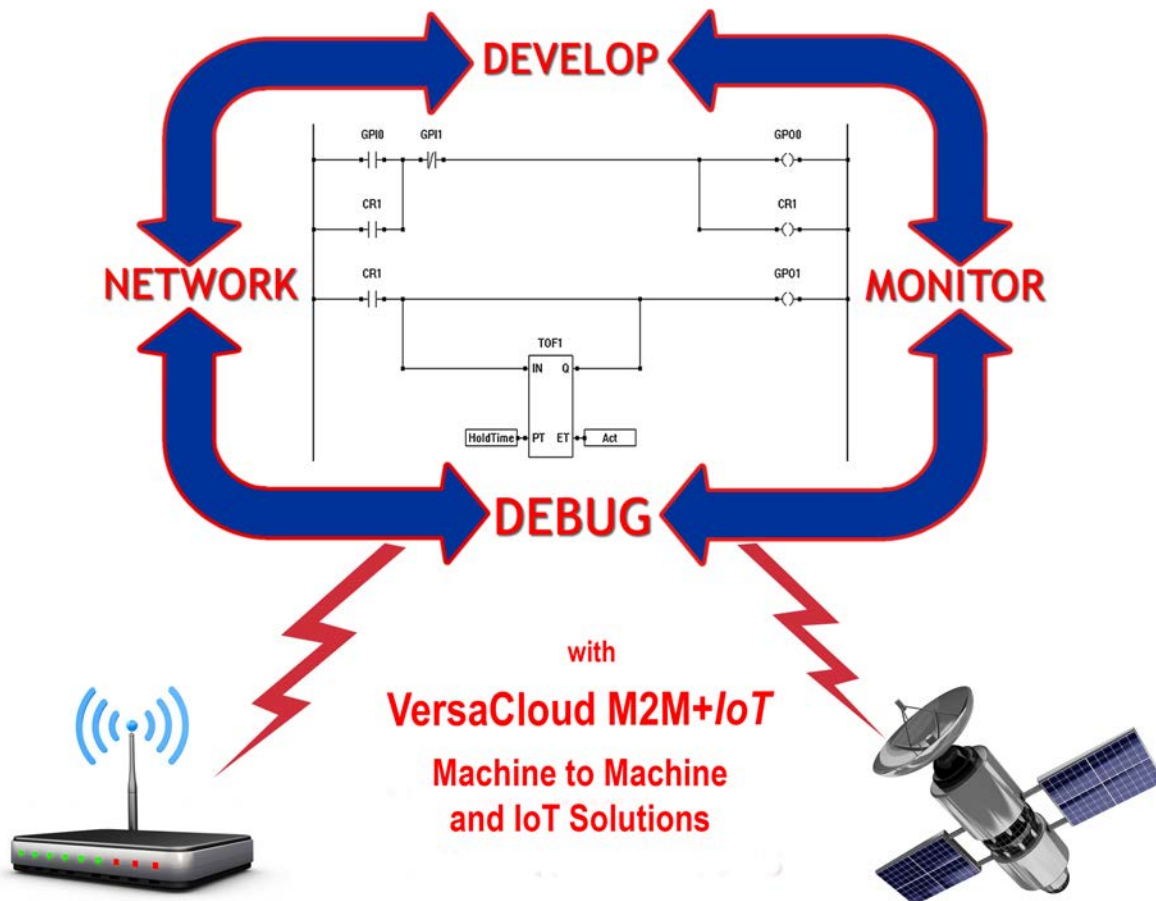 DEVELOP
GPI0 GPI1 GPO0
CR1 CR1
NETWORK
CR1 GPO1
MONITOR
TOF1
IN Q
HoldTime PT ET Act
DEBUG
with
VersaCloud M2M+IoT
Machine to Machine
and IoT Solutions